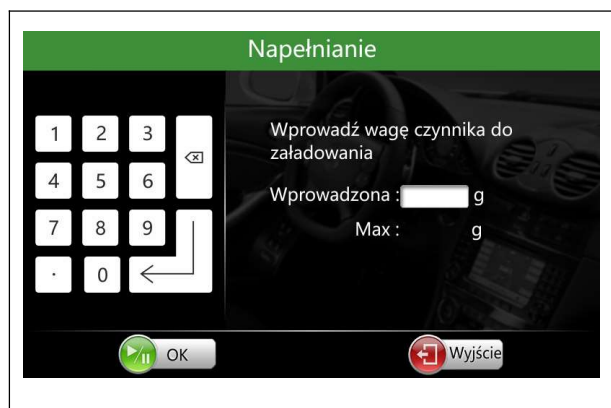 Napełnianie
1 2 3
4 5 6
7 8 9
. 0
Wprowadź wagę czynnika do
załadowania
Wprowadzona : g
Max : g
OK
Wyjście